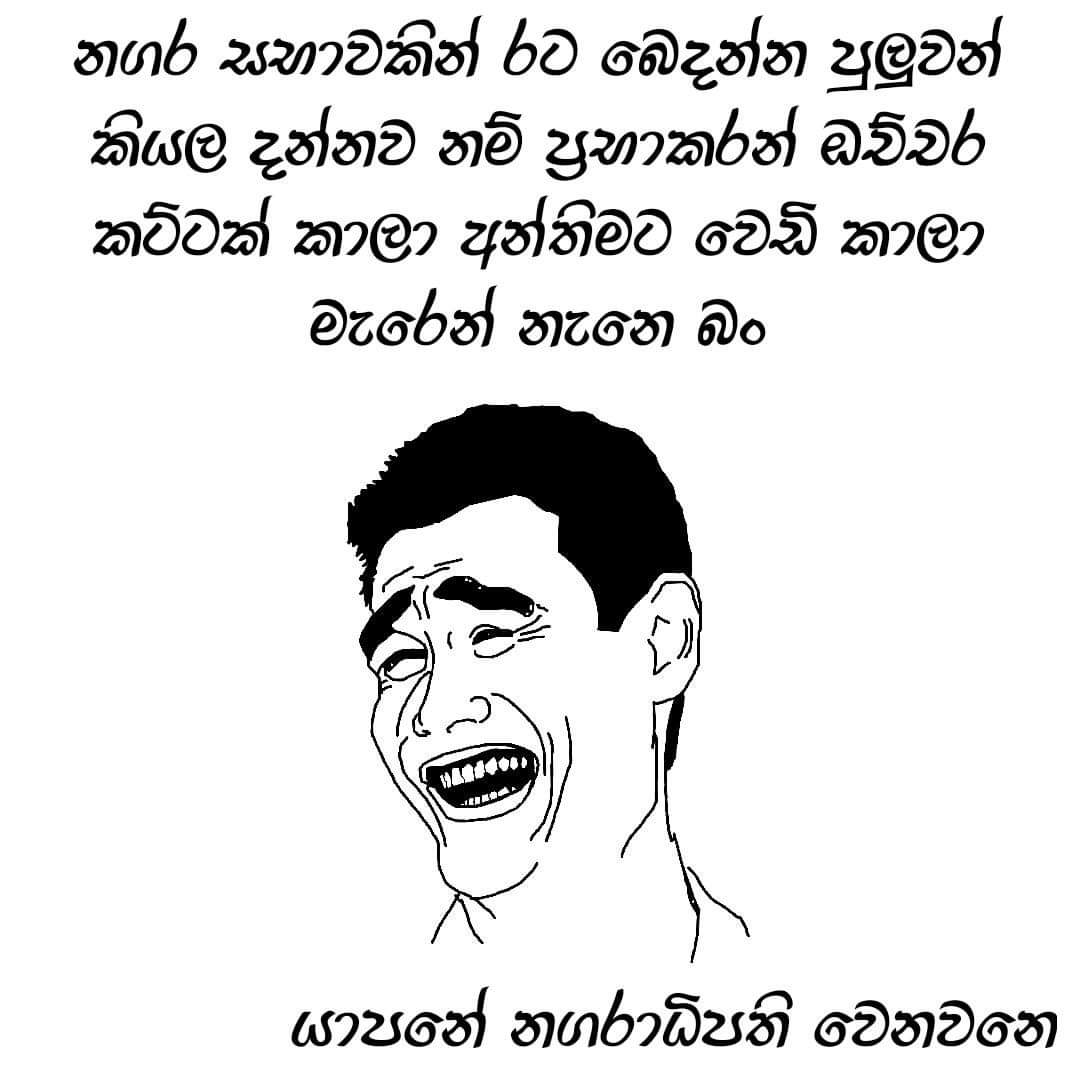 නගර සභාවකින් රට බෙදන්න පුලුවන්
කියල දන්නව නම් ප්‍රභාකරන් ඔච්චර
කට්ටක් කාලා අන්තිමට වෙඩි කාලා
මැරෙන් නැනෙ බං
යාපනේ නගරාධිපති වෙනවනෙ